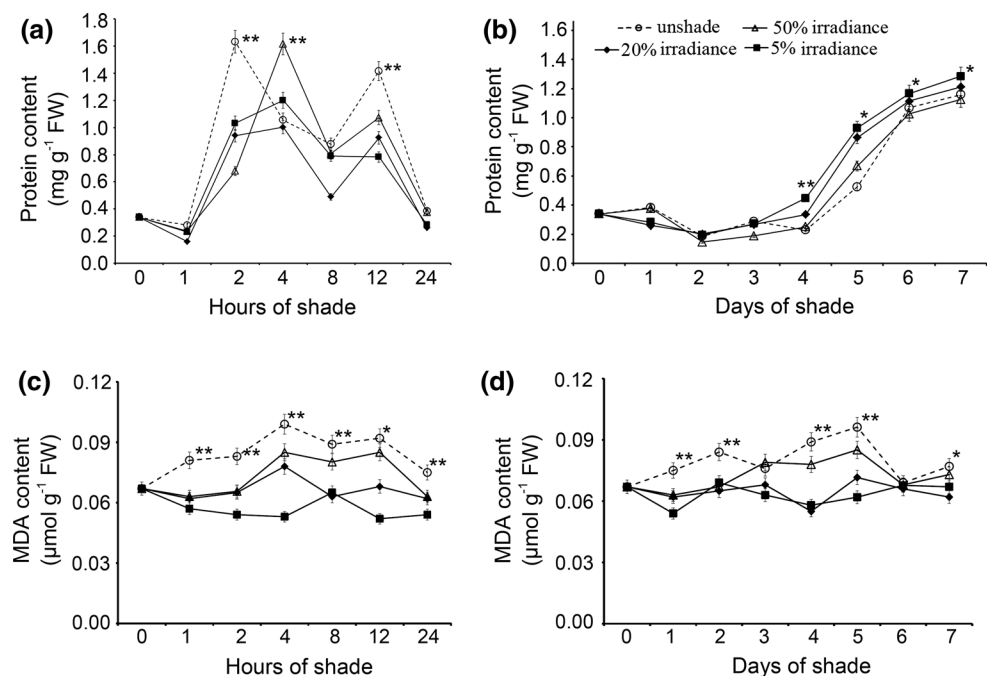 (a)
Protein content
(mg g⁻¹ FW)
1.8
1.6
1.4
1.2
1.0
0.8
0.6
0.4
0.2
0.0
** ** **
0 1 2 4 8 12 24
Hours of shade
(b)
unshade 50% irradiance
20% irradiance 5% irradiance
Protein content
(mg g⁻¹ FW)
1.6
1.4
1.2
1.0
0.8
0.6
0.4
0.2
0.0
** * * *
0 1 2 3 4 5 6 7
Days of shade
(c)
MDA content
(µmol g⁻¹ FW)
0.12
0.09
0.06
0.03
0.00
** ** ** ** * **
0 1 2 4 8 12 24
Hours of shade
(d)
MDA content
(µmol g⁻¹ FW)
0.12
0.09
0.06
0.03
0.00
** ** ** ** *
0 1 2 3 4 5 6 7
Days of shade